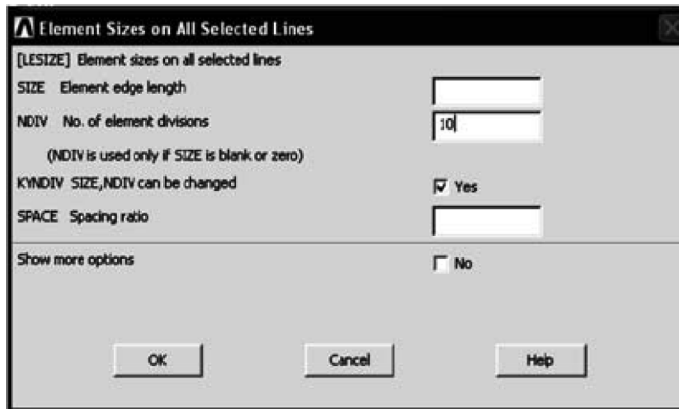 Element Sizes on All Selected Lines
[LESIZE] Element sizes on all selected lines
SIZE Element edge length
NDIV No. of element divisions 10
(NDIV is used only if SIZE is blank or zero)
KYNDIV SIZE,NDIV can be changed Yes
SPACE Spacing ratio
Show more options No
OK Cancel Help